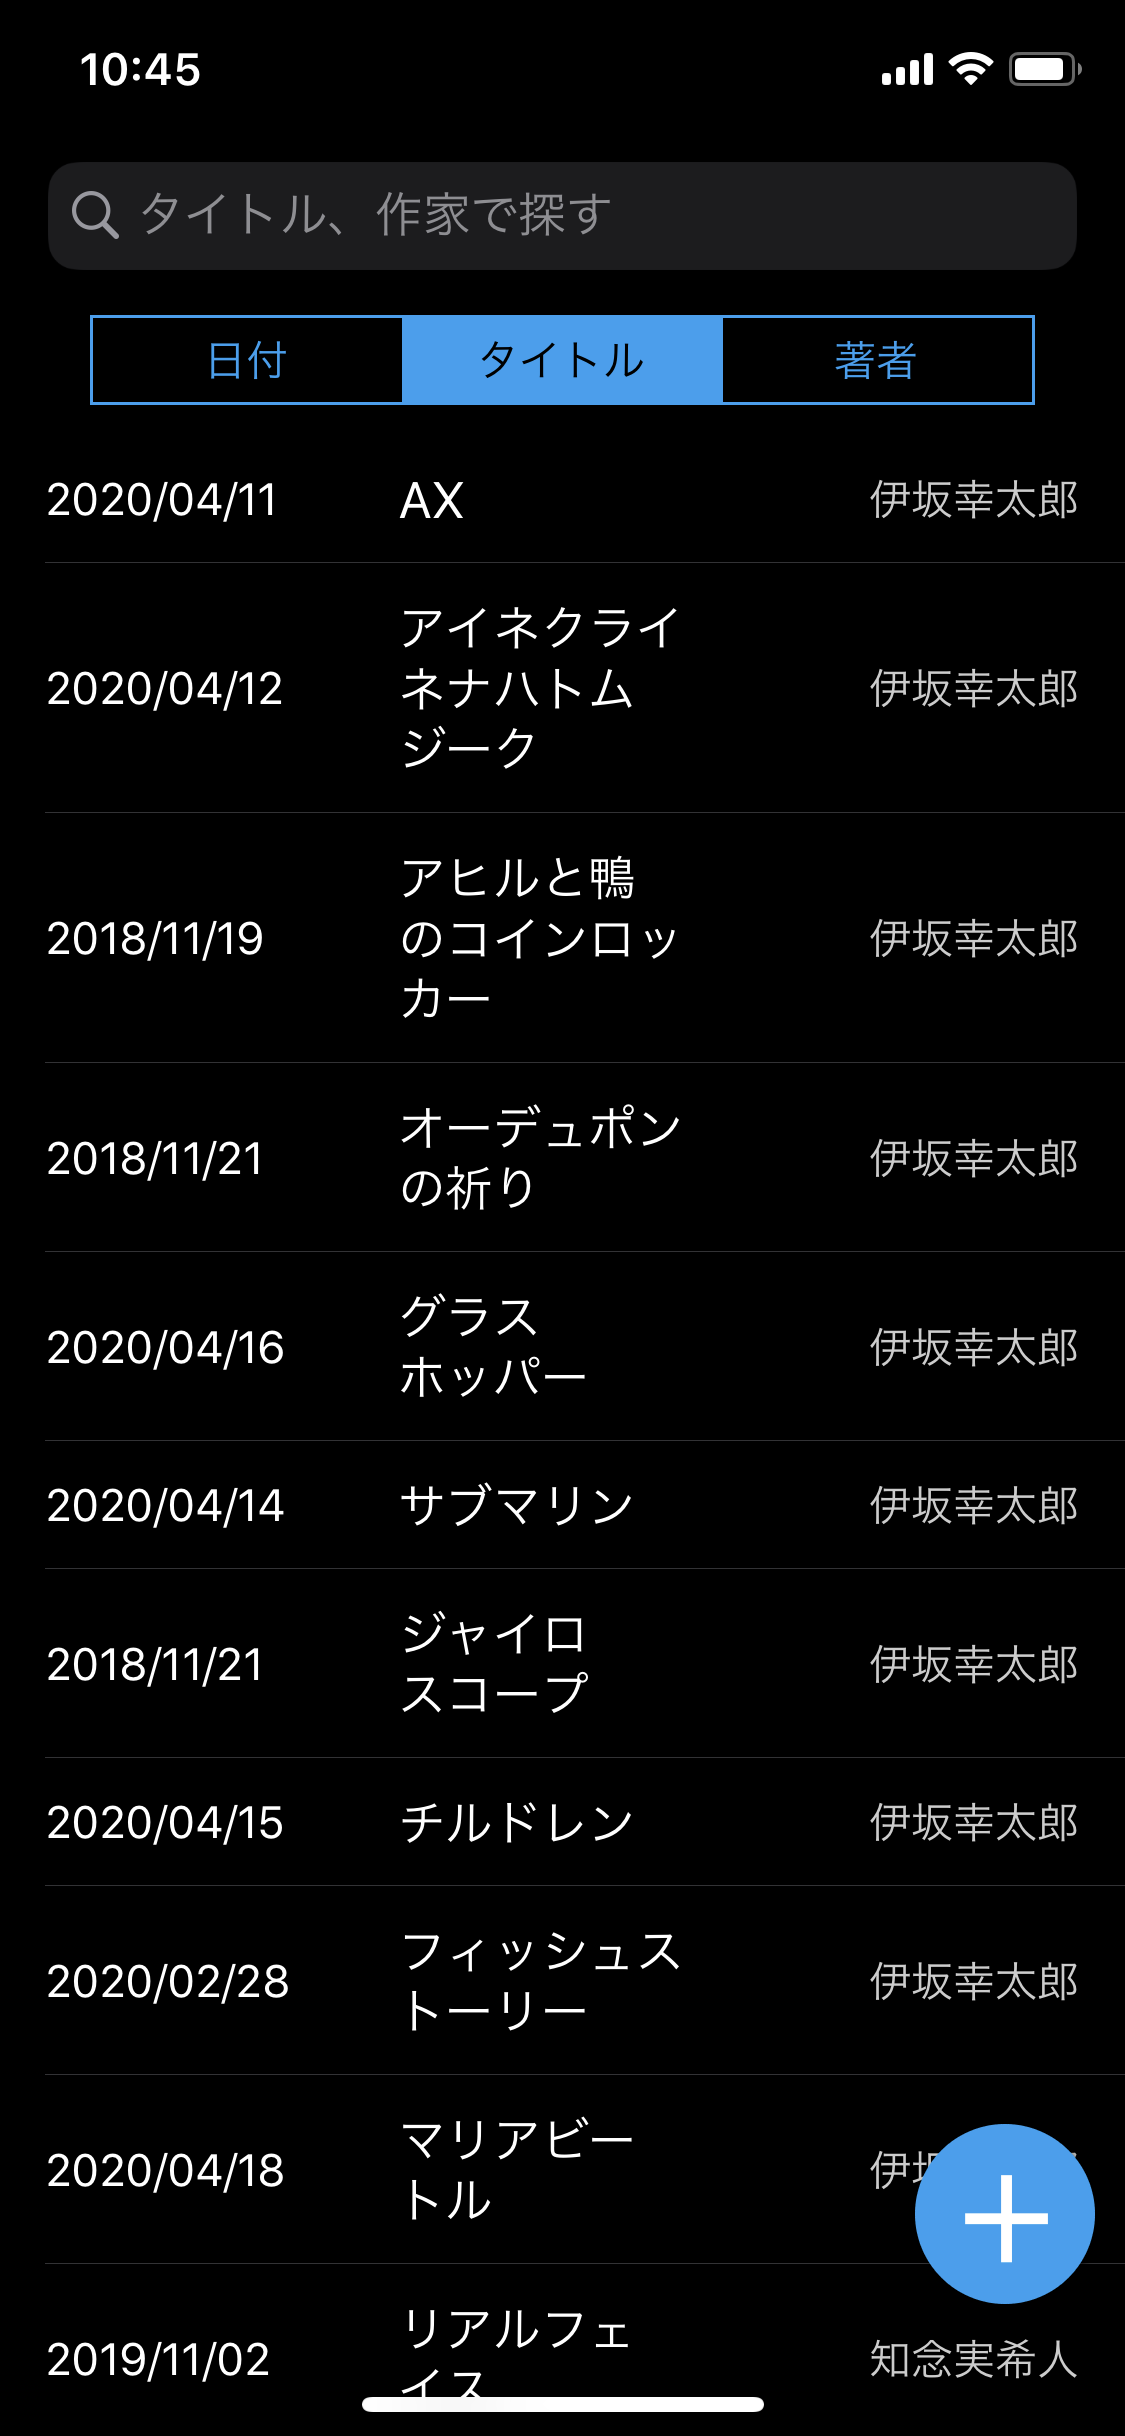 10:45
タイトル、作家で探す
日付 タイトル 著者
2020/04/11 AX 伊坂幸太郎
アイネクライ
2020/04/12 ネナハトム 伊坂幸太郎
ジーク
アヒルと鴨
2018/11/19 のコインロッ 伊坂幸太郎
カー
2018/11/21 オーデュポン 伊坂幸太郎
の祈り
2020/04/16 グラス 伊坂幸太郎
ホッパー
2020/04/14 サブマリン 伊坂幸太郎
2018/11/21 ジャイロ 伊坂幸太郎
スコープ
2020/04/15 チルドレン 伊坂幸太郎
2020/02/28 フィッシュス 伊坂幸太郎
トーリー
2020/04/18 マリアビー 伊
トル
2019/11/02 リアルフェ 知念実希人
イス